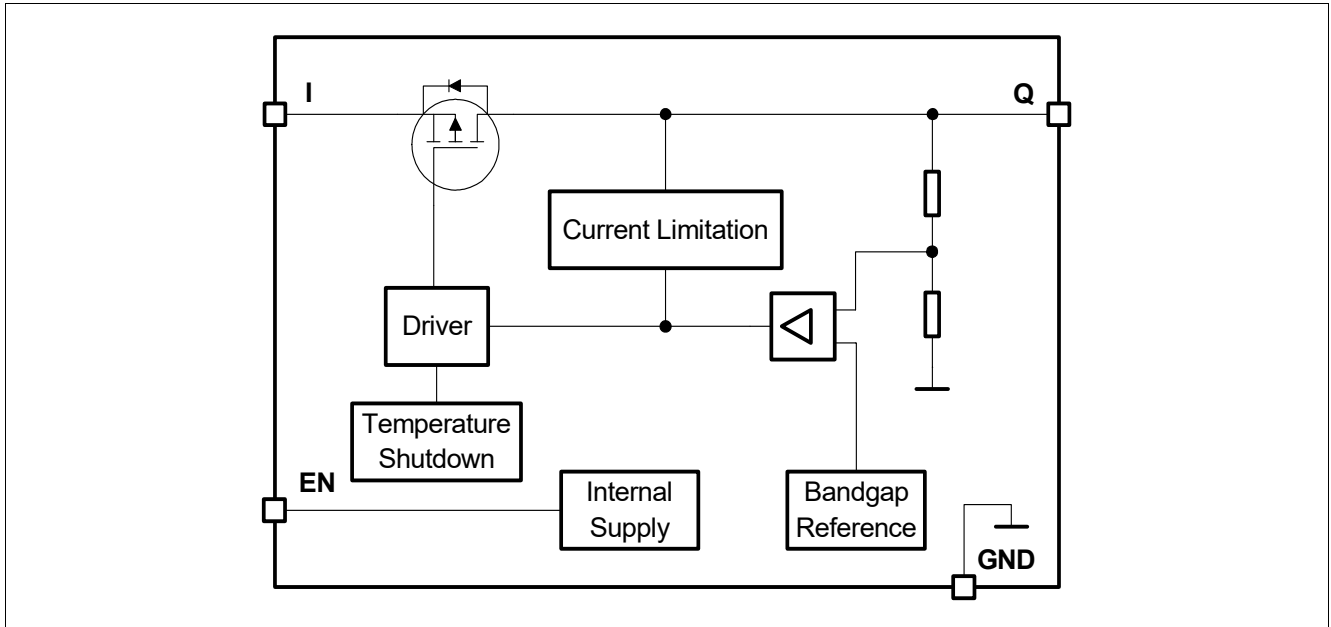 I
Q
Current Limitation
Driver
Temperature
Shutdown
EN
Internal
Supply
Bandgap
Reference
GND